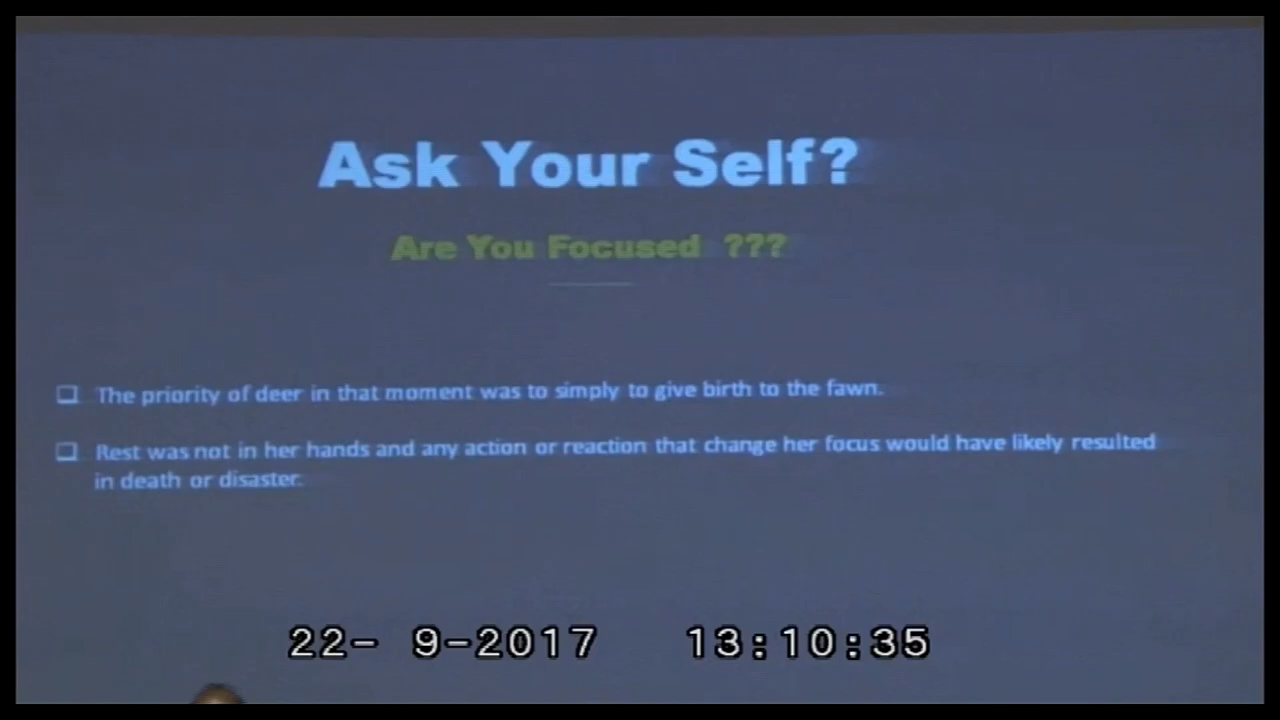 Ask Your Self?
Are You Focused ???
The priority of deer in that moment was to simply to give birth to the fawn.
Rest was not in her hands and any action or reaction that change her focus would have likely resulted
in death or disaster.
22- 9-2017 13:10:35